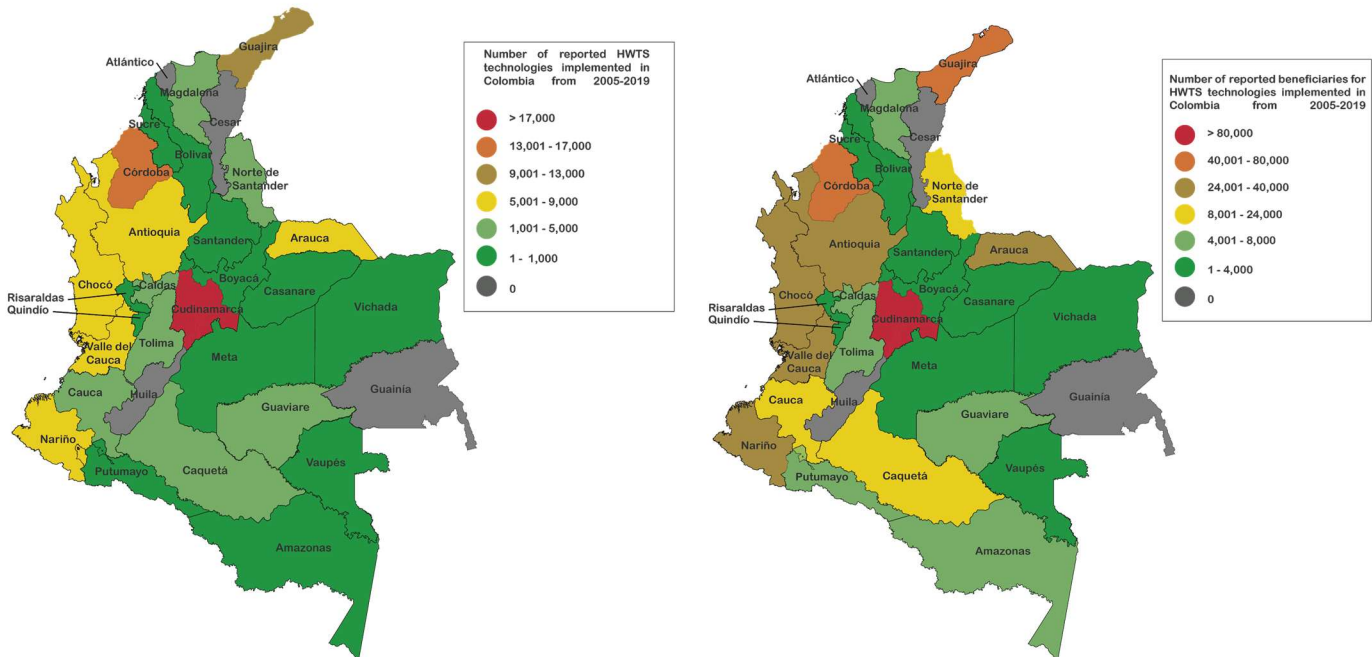 Guajira
Atlántico
Magdalena
Cesar
Sucre
Bolivar
Córdoba
Norte de
Santander
Antioquia
Santander
Arauca
Boyacá
Chocó
Caldas
Casanare
Risaraldas
Quindío
Cudinamarca
Vichada
Valle del
Cauca
Tolima
Meta
Cauca
Huila
Guainía
Guaviare
Nariño
Putumayo
Caquetá
Vaupés
Amazonas
Number of reported HWTS
technologies implemented in
Colombia from 2005-2019
> 17,000
13,001 - 17,000
9,001 - 13,000
5,001 - 9,000
1,001 - 5,000
1 - 1,000
0
Guajira
Atlántico
Magdalena
Cesar
Sucre
Bolivar
Córdoba
Norte de
Santander
Antioquia
Santander
Arauca
Boyacá
Chocó
Caldas
Casanare
Risaraldas
Quindío
Cudinamarca
Vichada
Valle del
Cauca
Tolima
Meta
Cauca
Huila
Guainía
Guaviare
Nariño
Putumayo
Caquetá
Vaupés
Amazonas
Number of reported beneficiaries for
HWTS technologies implemented in
Colombia from 2005-2019
> 80,000
40,001 - 80,000
24,001 - 40,000
8,001 - 24,000
4,001 - 8,000
1 - 4,000
0